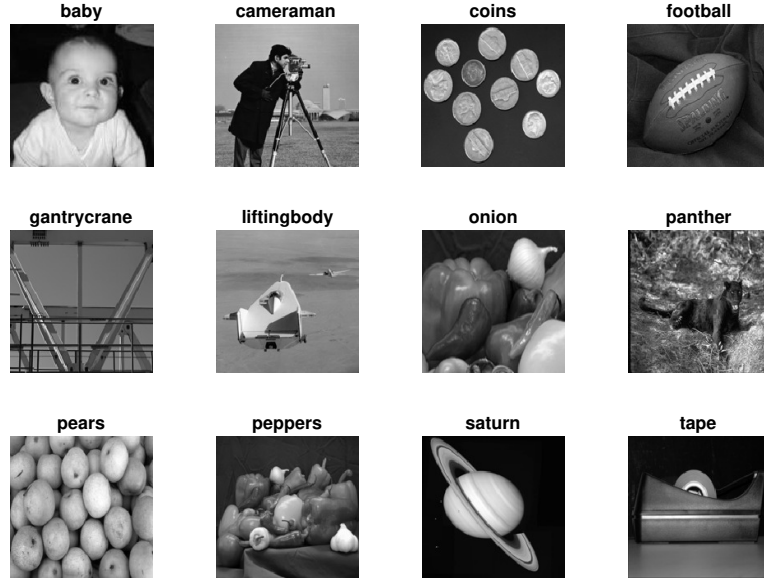 baby cameraman coins football
gantrycrane liftingbody onion panther
pears peppers saturn tape